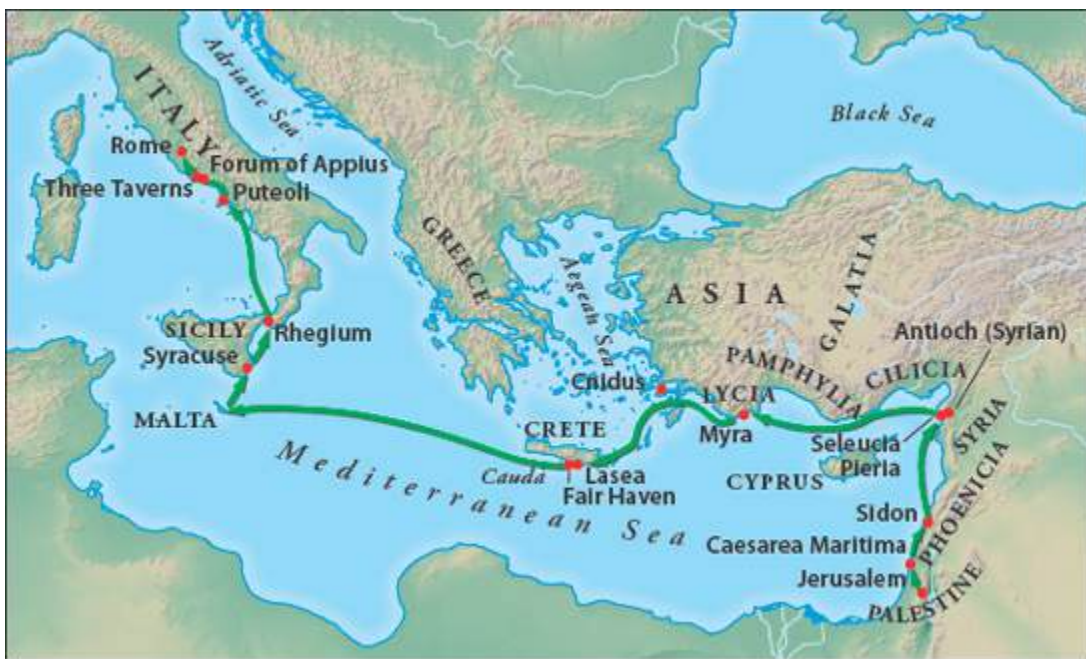 Adriatic Sea
ITALY
Black Sea
Rome
Forum of Appius
Three Taverns
Puteoli
GREECE
Aegean Sea
ASIA
GALATIA
Antioch (Syrian)
SICILY
Rhegium
Syracuse
PAMPHYLIA
CILICIA
Cnidus
LYCIA
MALTA
CRETE
Myra
Seleucia
Pieria
SYRIA
Mediterranean Sea
Cauda
Lasea
Fair Haven
CYPRUS
PHOENICIA
Sidon
Caesarea Maritima
Jerusalem
PALESTINE